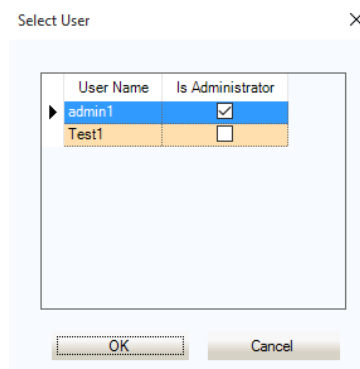 Select User
User Name Is Administrator
admin1
Test1
OK Cancel